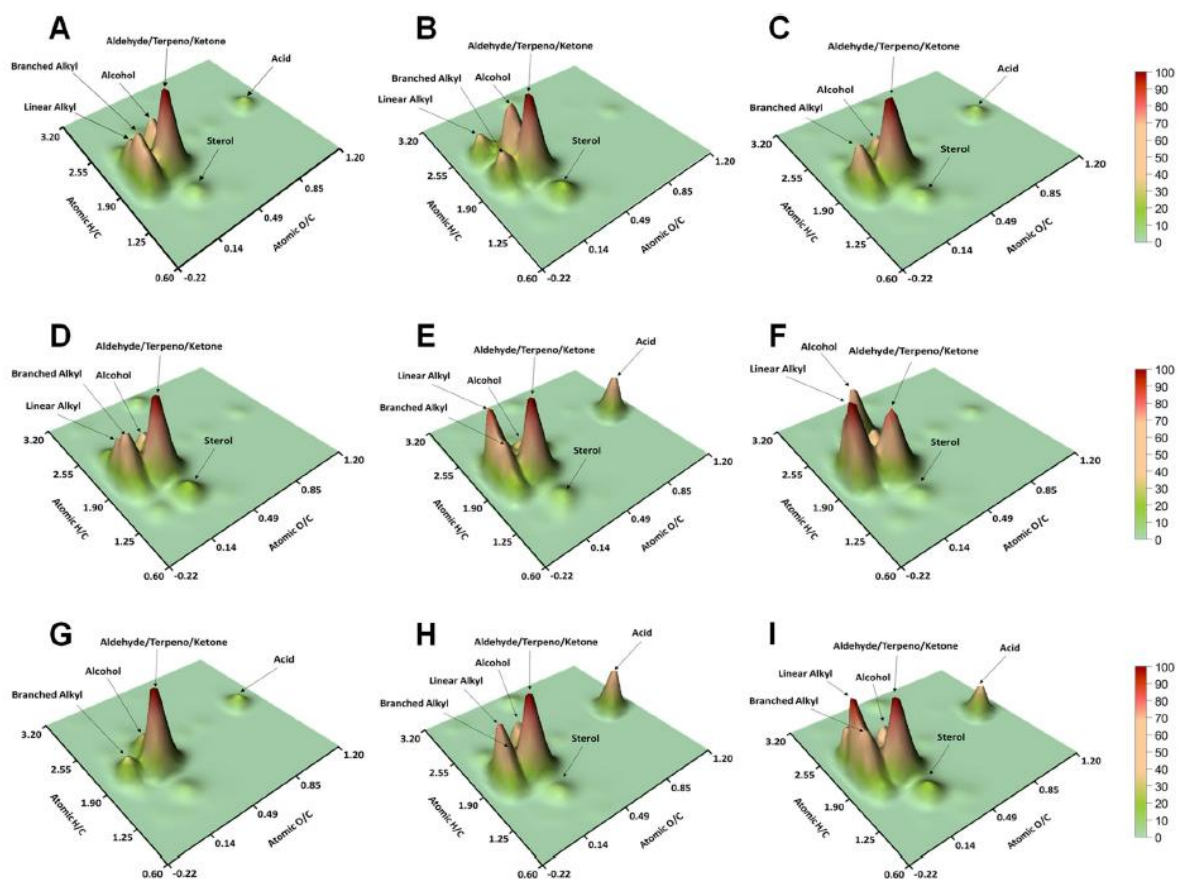 A
Aldehyde/Terpeno/Ketone
Branched Alkyl
Alcohol
Acid
Linear Alkyl
Sterol
3.20
2.55
1.90
1.25
0.60
-0.22
0.14
0.49
0.85
1.20
Atomic H/C
Atomic O/C
B
Aldehyde/Terpeno/Ketone
Branched Alkyl
Alcohol
Linear Alkyl
Sterol
3.20
2.55
1.90
1.25
0.60
-0.22
0.14
0.49
0.85
1.20
Atomic H/C
Atomic O/C
C
Aldehyde/Terpeno/Ketone
Alcohol
Acid
Branched Alkyl
Sterol
3.20
2.55
1.90
1.25
0.60
-0.22
0.14
0.49
0.85
1.20
Atomic H/C
Atomic O/C
100
90
80
70
60
50
40
30
20
10
0
D
Aldehyde/Terpeno/Ketone
Branched Alkyl
Alcohol
Linear Alkyl
Sterol
3.20
2.55
1.90
1.25
0.60
-0.22
0.14
0.49
0.85
1.20
Atomic H/C
Atomic O/C
E
Aldehyde/Terpeno/Ketone
Acid
Linear Alkyl
Alcohol
Branched Alkyl
Sterol
3.20
2.55
1.90
1.25
0.60
-0.22
0.14
0.49
0.85
1.20
Atomic H/C
Atomic O/C
F
Alcohol
Aldehyde/Terpeno/Ketone
Linear Alkyl
Sterol
3.20
2.55
1.90
1.25
0.60
-0.22
0.14
0.49
0.85
1.20
Atomic H/C
Atomic O/C
100
90
80
70
60
50
40
30
20
10
0
G
Aldehyde/Terpeno/Ketone
Alcohol
Acid
Branched Alkyl
3.20
2.55
1.90
1.25
0.60
-0.22
0.14
0.49
0.85
1.20
Atomic H/C
Atomic O/C
H
Aldehyde/Terpeno/Ketone
Acid
Alcohol
Linear Alkyl
Branched Alkyl
Sterol
3.20
2.55
1.90
1.25
0.60
-0.22
0.14
0.49
0.85
1.20
Atomic H/C
Atomic O/C
I
Aldehyde/Terpeno/Ketone
Acid
Linear Alkyl
Alcohol
Branched Alkyl
Sterol
3.20
2.55
1.90
1.25
0.60
-0.22
0.14
0.49
0.85
1.20
Atomic H/C
Atomic O/C
100
90
80
70
60
50
40
30
20
10
0